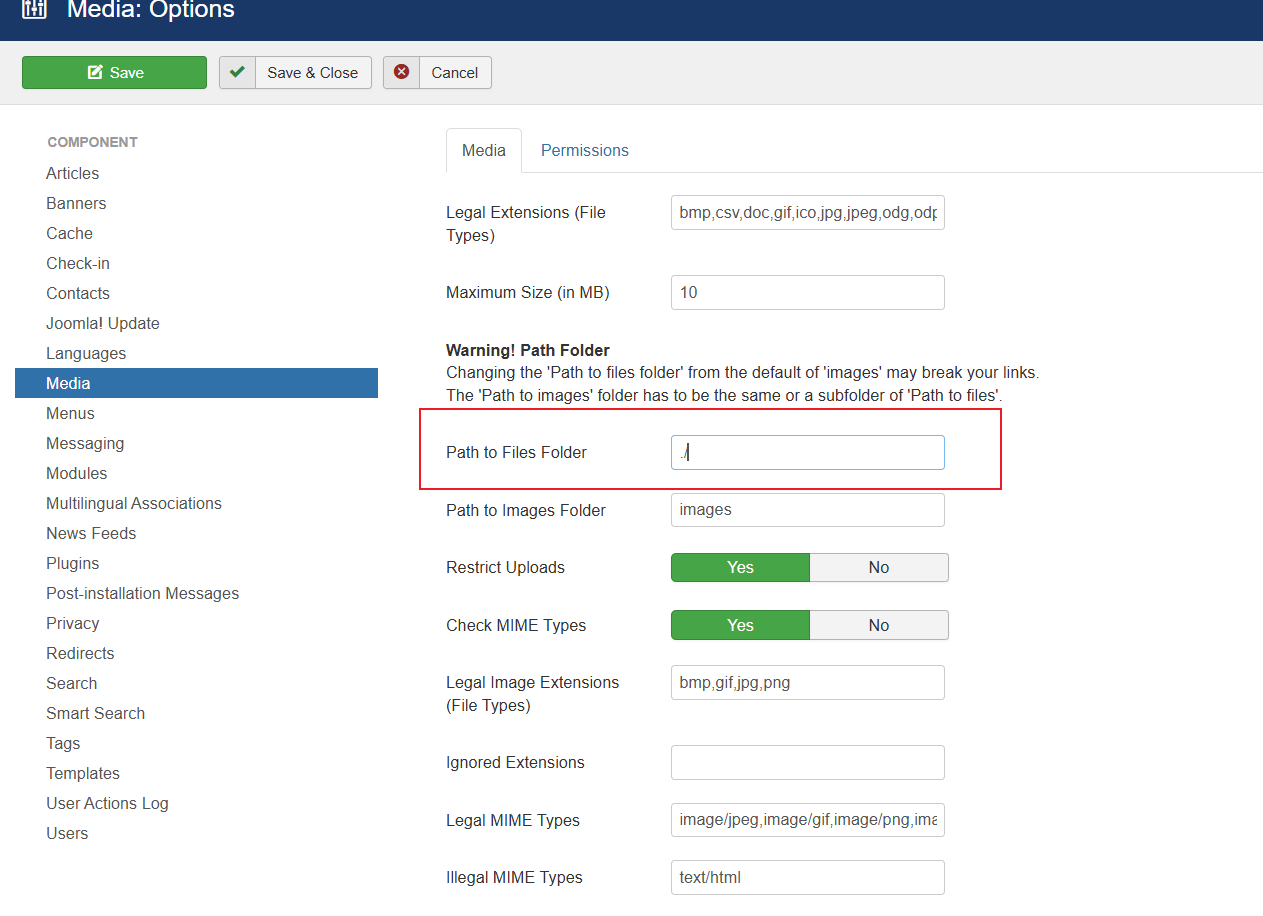 Media: Options
Save
Save & Close
Cancel
COMPONENT
Articles
Banners
Cache
Check-in
Contacts
Joomla! Update
Languages
Media
Menus
Messaging
Modules
Multilingual Associations
News Feeds
Plugins
Post-installation Messages
Privacy
Redirects
Search
Smart Search
Tags
Templates
User Actions Log
Users
Media
Permissions
Legal Extensions (File
Types)
bmp,csv,doc,gif,ico,jpg,jpeg,odg,odp
Maximum Size (in MB)
10
Warning! Path Folder
Changing the 'Path to files folder' from the default of 'images' may break your links.
The 'Path to images' folder has to be the same or a subfolder of 'Path to files'.
Path to Files Folder
./
Path to Images Folder
images
Restrict Uploads
Yes
No
Check MIME Types
Yes
No
Legal Image Extensions
(File Types)
bmp,gif,jpg,png
Ignored Extensions
Legal MIME Types
image/jpeg,image/gif,image/png,ima
Illegal MIME Types
text/html